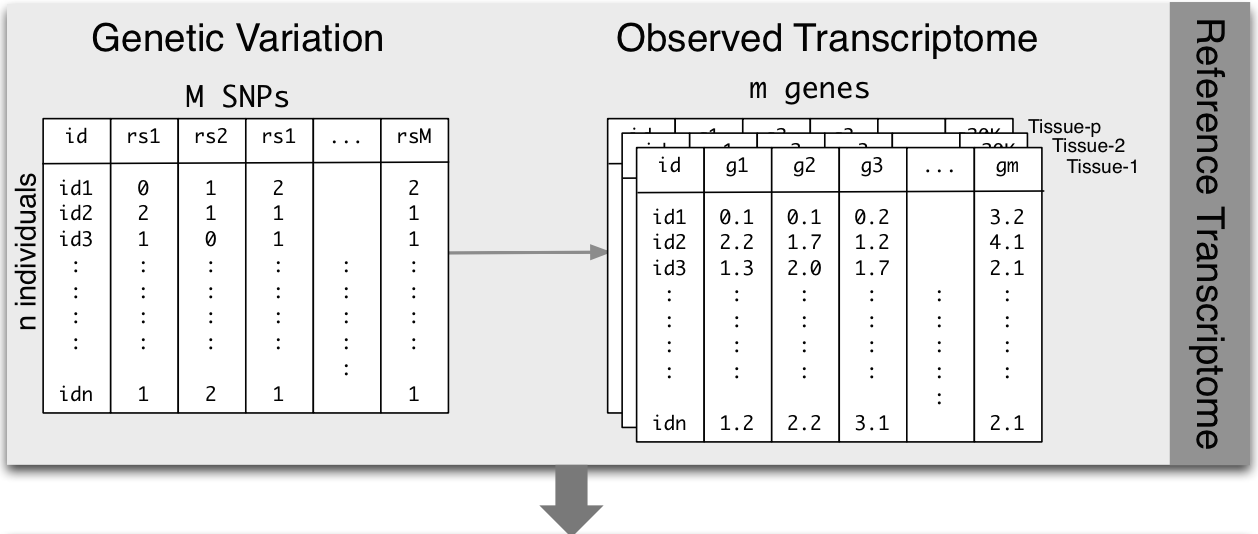 Genetic Variation
M SNPs
id rs1 rs2 rs1 ... rsM
id1 0 1 2 2
id2 2 1 1 1
id3 1 0 1 1
: : : : : :
: : : : : :
: : : : : :
: : : : : :
:
idn 1 2 1 1
n individuals
Observed Transcriptome
m genes
Tissue-p
Tissue-2
Tissue-1
id g1 g2 g3 ... gm
id1 0.1 0.1 0.2 3.2
id2 2.2 1.7 1.2 4.1
id3 1.3 2.0 1.7 2.1
: : : : : :
: : : : : :
: : : : : :
: : : : : :
:
idn 1.2 2.2 3.1 2.1
Reference Transcriptome